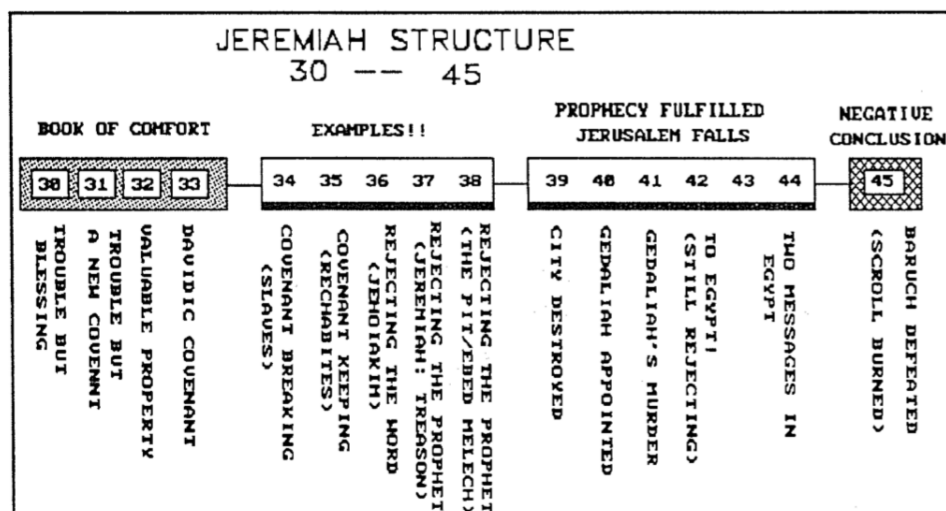 JEREMIAH STRUCTURE
30 -- 45
BOOK OF COMFORT
EXAMPLES!!
PROPHECY FULFILLED
JERUSALEM FALLS
NEGATIVE
CONCLUSION
30 31 32 33
34 35 36 37 38
39 40 41 42 43 44
45
TROUBLE BUT
BLESSING
TROUBLE BUT
A NEW COVENNT
VALUABLE PROPERTY
DAVIDIC COVENANT
COVENANT BREAKING
(SLAVES)
COVENANT KEEPING
(RECHABITES)
REJECTING THE WORD
(JEHOIAKIM)
REJECTING THE PROPHET
(JEREMIAH: TREASON)
REJECTING THE PROPHET
(THE PIT/EBED MELECH)
CITY DESTROYED
GEDALIAH APPOINTED
GEDALIAH'S MURDER
TO EGYPT!
(STILL REJECTING)
TWO MESSAGES IN
EGYPT
BARUCH DEFEATED
(SCROLL BURNED)